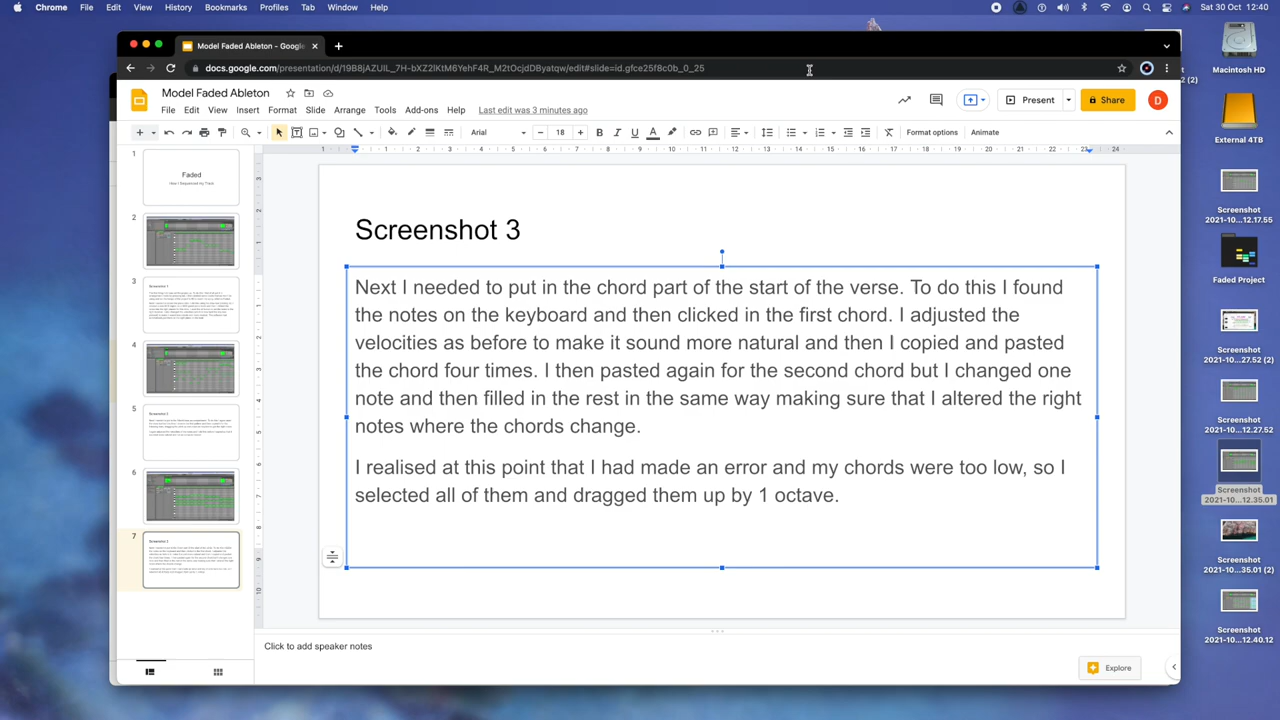 Chrome File Edit View History Bookmarks Profiles Tab Window Help Sat 30 Oct 12:40
Model Faded Ableton - Google
docs.google.com/presentation/d/19B8jAZUIL_7H-bXZ2lKtM6YehF4R_M2tOcjdDByatqw/edit#slide=id.gfce25f8c0b_0_25
Model Faded Ableton
File Edit View Insert Format Slide Arrange Tools Add-ons Help Last edit was 3 minutes ago
Present Share D
Arial 18 Format options Animate
1 2 3 4 5 6 7
Faded
How I Sequenced my Track
Screenshot 3
Next I needed to put in the chord part of the start of the verse. To do this I found
the notes on the keyboard and then clicked in the first chord. I adjusted the
velocities as before to make it sound more natural and then I copied and pasted
the chord four times. I then pasted again for the second chord but I changed one
note and then filled in the rest in the same way making sure that I altered the right
notes where the chords change.
I realised at this point that I had made an error and my chords were too low, so I
selected all of them and dragged them up by 1 octave.
Click to add speaker notes
Explore
Macintosh HD
External 4TB
Screenshot
2021-10...12.17.55
Faded Project
Screenshot
2021-10...27.52 (2)
Screenshot
2021-10...12.27.52
Screenshot
2021-10...12.35.01
Screenshot
2021-10...35.01 (2)
Screenshot
2021-10...12.40.12